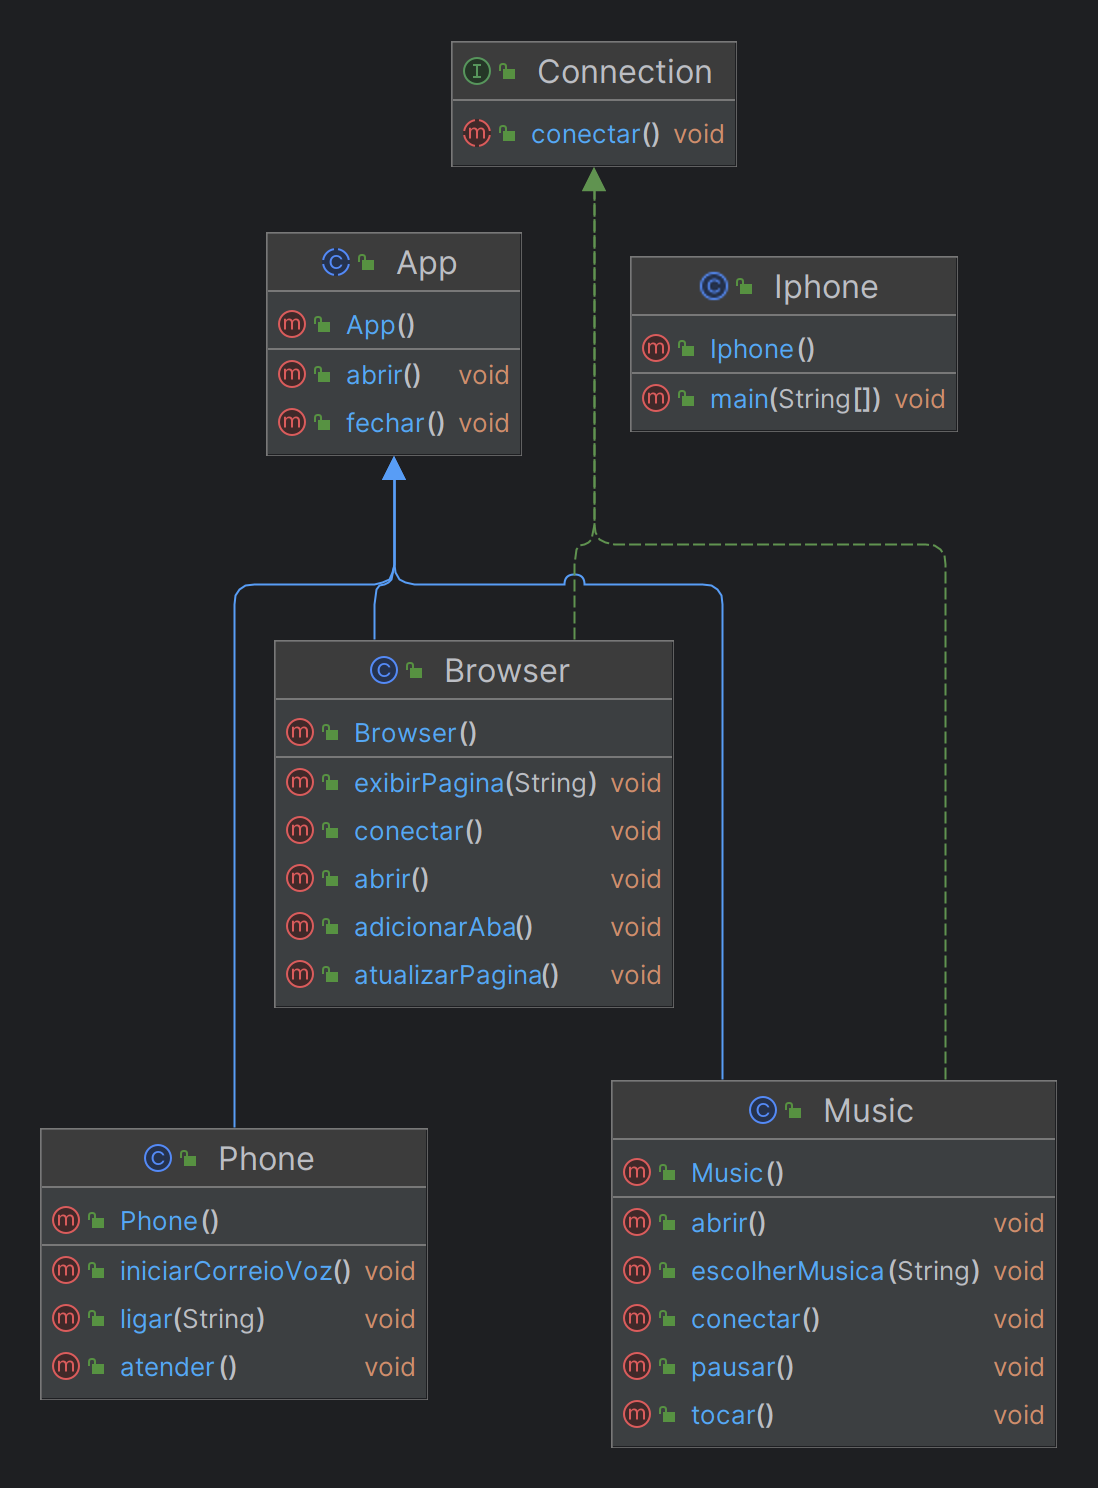 Connection
conectar() void
App
App()
abrir() void
fechar() void
Iphone
Iphone()
main(String[]) void
Browser
Browser()
exibirPagina(String) void
conectar() void
abrir() void
adicionarAba() void
atualizarPagina() void
Phone
Phone()
iniciarCorreioVoz() void
ligar(String) void
atender() void
Music
Music()
abrir() void
escolherMusica(String) void
conectar() void
pausar() void
tocar() void